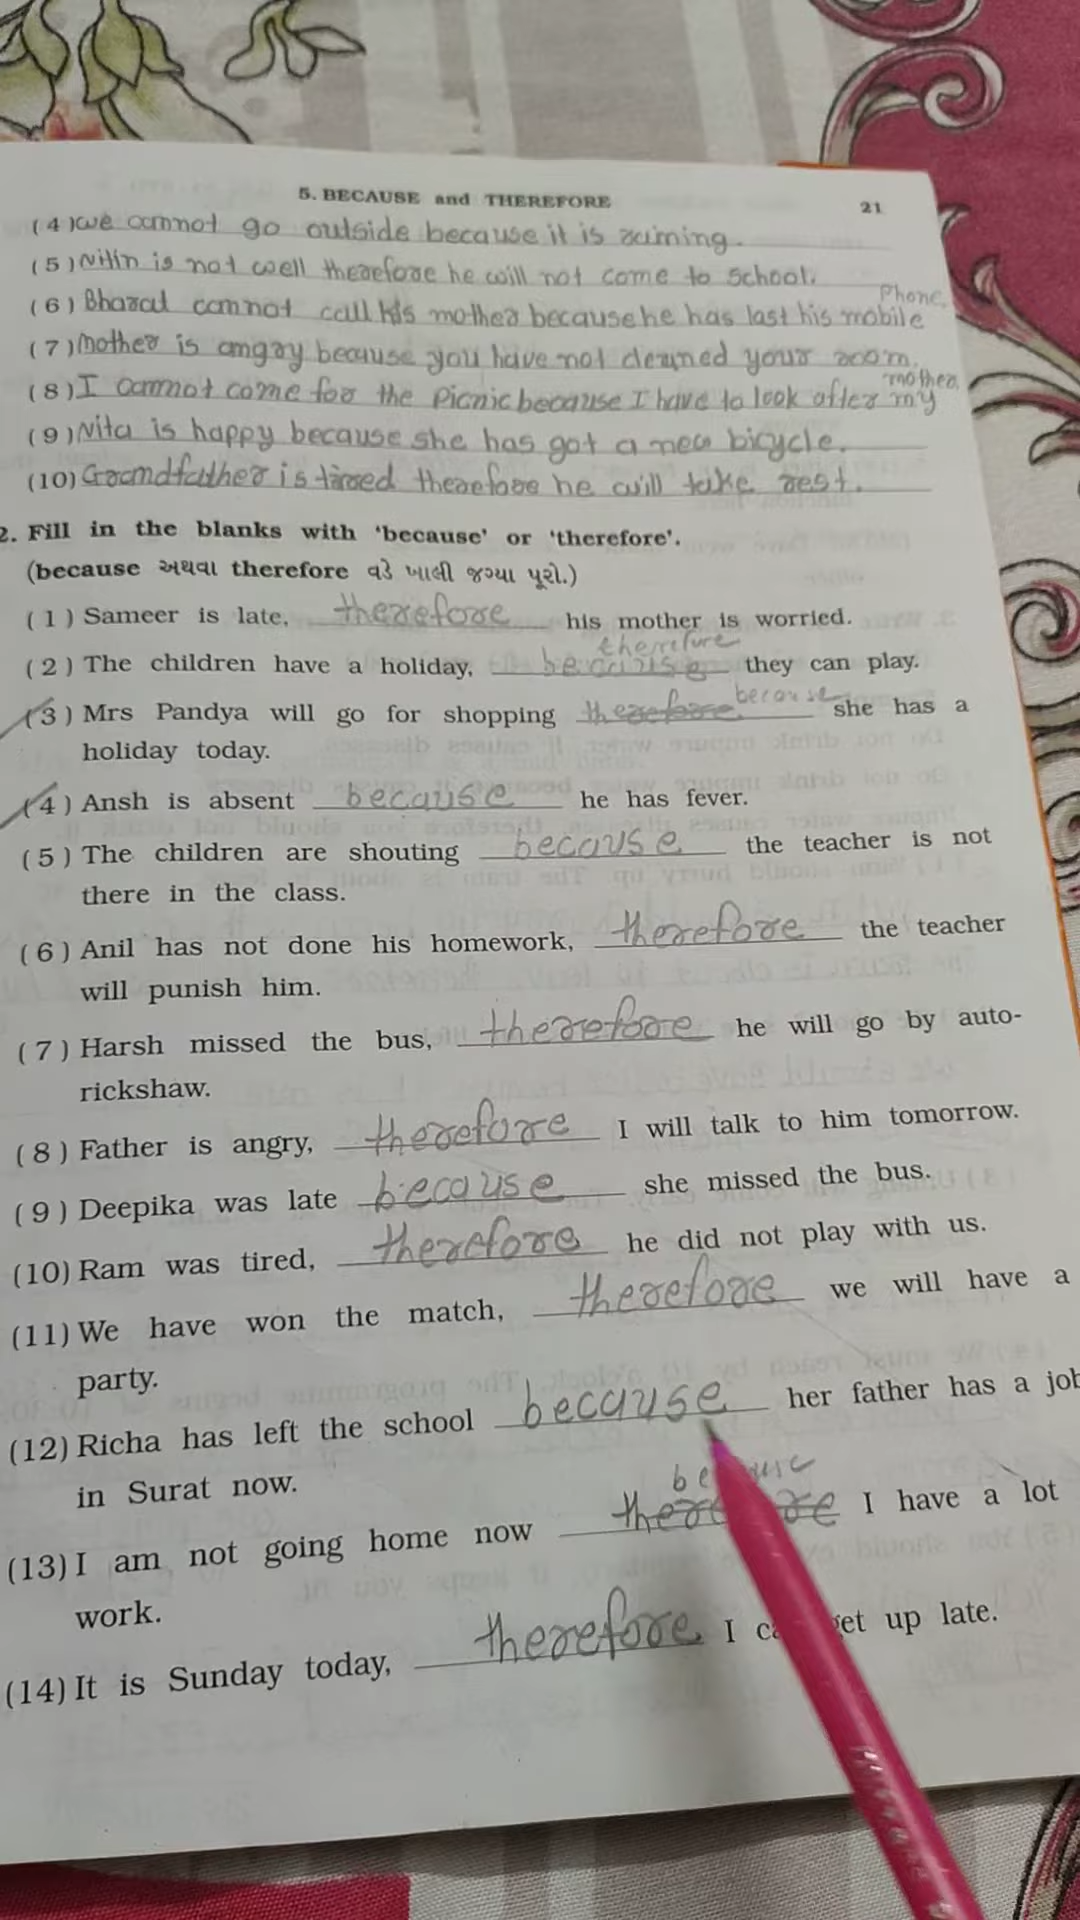 5. BECAUSE and THEREFORE 21
(4) we cannot go outside because it is raining.
(5) Nitin is not well therefore he will not come to school.
Phone.
(6) Bharat cannot call his mother because he has last his mobile
(7) Mother is angry because you have not cleaned your room.
mother.
(8) I cannot come for the Picnic because I have to look after my
(9) Nita is happy because she has got a new bicycle.
(10) Grandfather is tired therefore he will take rest.
2. Fill in the blanks with 'because' or 'therefore'.
(because અથવા therefore વડે ખાલી જગ્યા પૂરો.)
(1) Sameer is late, therefore his mother is worried.
therefore
(2) The children have a holiday, because they can play.
because
(3) Mrs Pandya will go for shopping therefore she has a
holiday today.
(4) Ansh is absent because he has fever.
(5) The children are shouting because the teacher is not
there in the class.
(6) Anil has not done his homework, therefore the teacher
will punish him.
(7) Harsh missed the bus, therefore he will go by auto-
rickshaw.
(8) Father is angry, therefore I will talk to him tomorrow.
(9) Deepika was late because she missed the bus.
(10) Ram was tired, therefore he did not play with us.
(11) We have won the match, therefore we will have a
party.
(12) Richa has left the school because her father has a job
in Surat now.
(13) I am not going home now I have a lot
work.
(14) It is Sunday today, therefore I get up late.